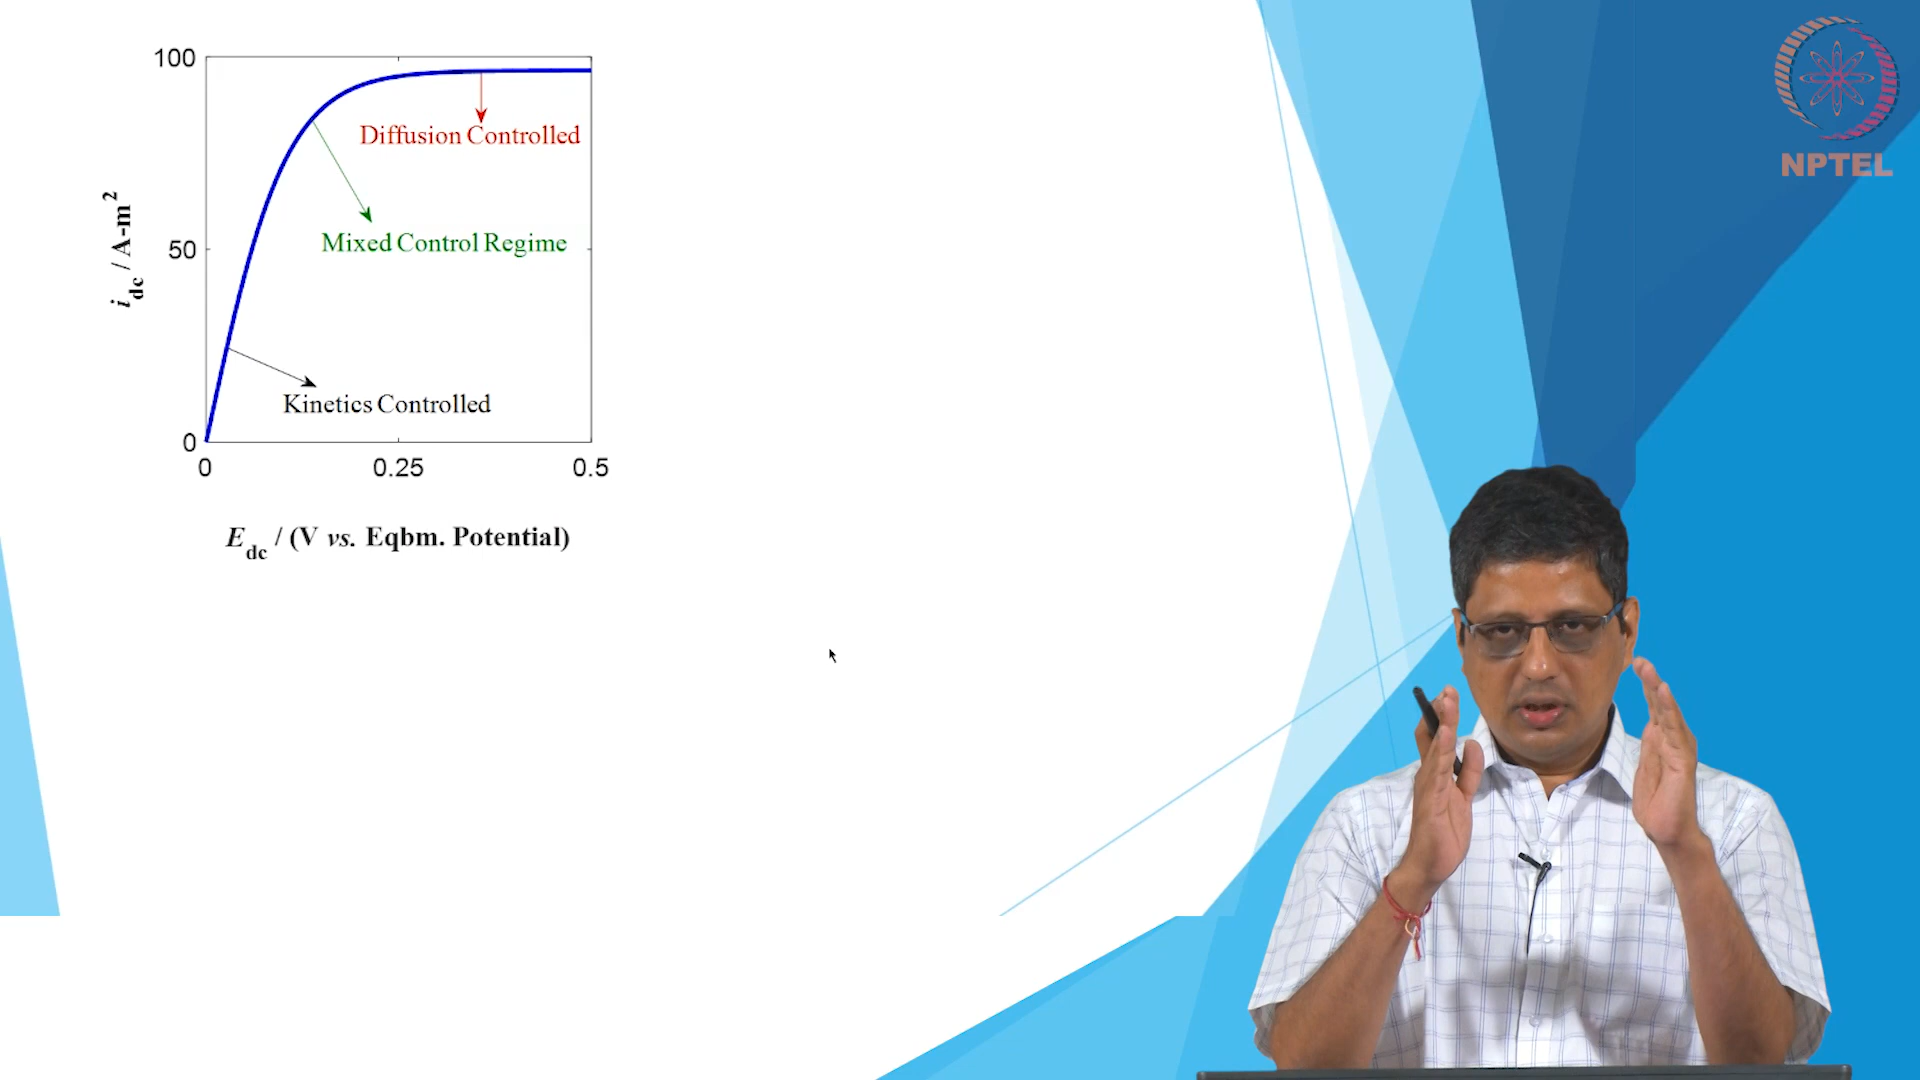 100
Diffusion Controlled
Mixed Control Regime
50
i_dc / A-m²
Kinetics Controlled
0
0 0.25 0.5
E_dc / (V vs. Eqbm. Potential)
NPTEL